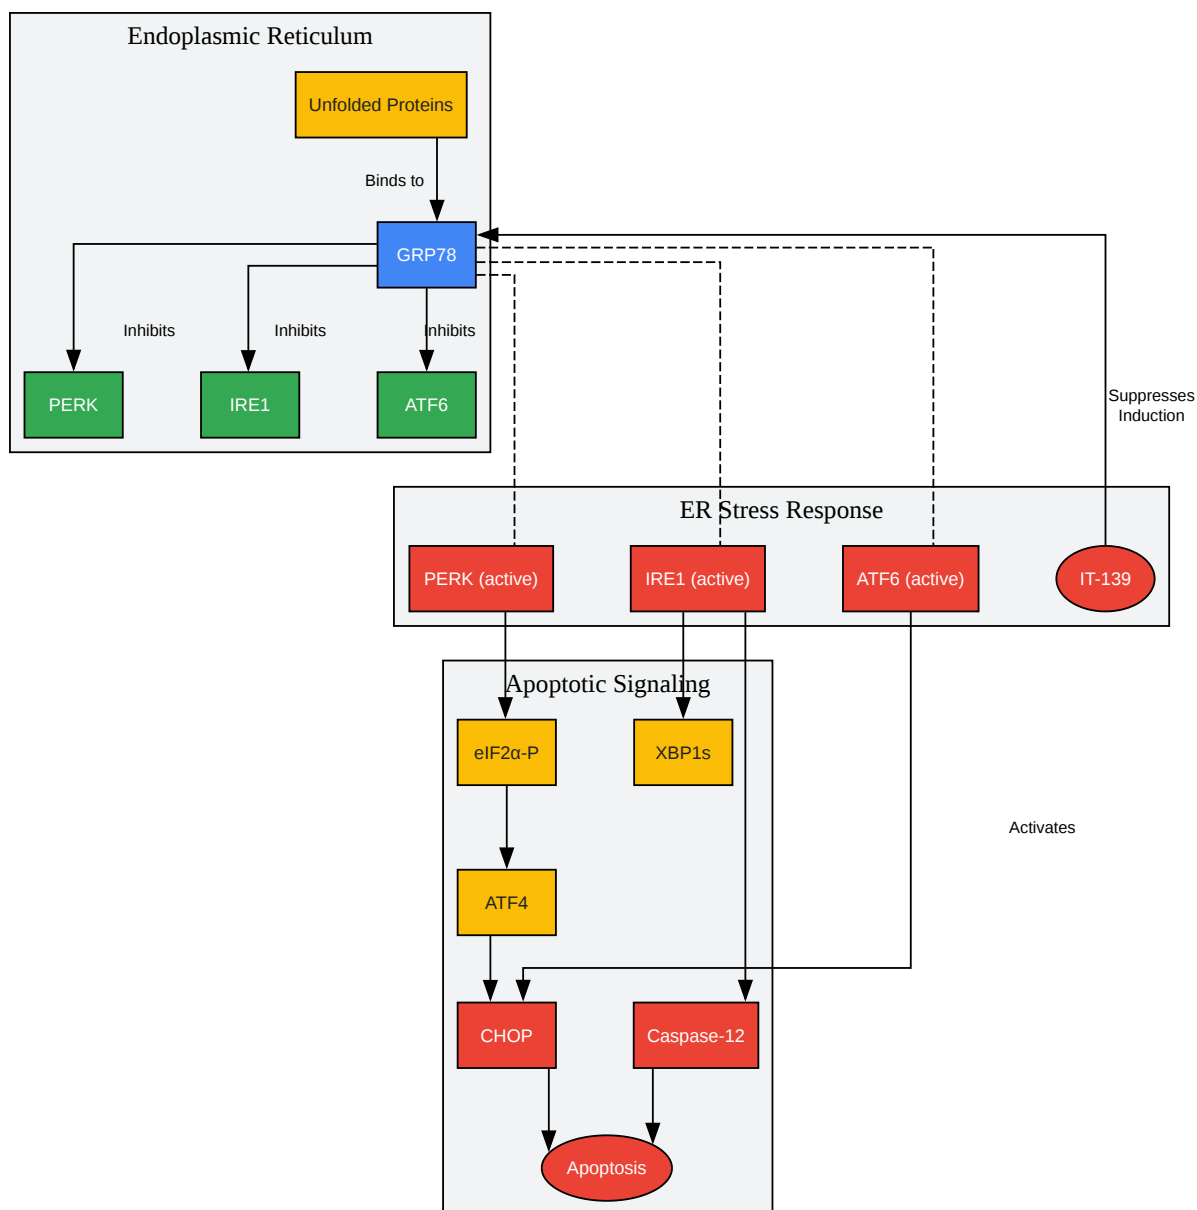 Endoplasmic Reticulum
Unfolded Proteins
Binds to
GRP78
Inhibits
Inhibits
Inhibits
PERK
IRE1
ATF6
Suppresses
Induction
ER Stress Response
PERK (active)
IRE1 (active)
ATF6 (active)
IT-139
Apoptotic Signaling
eIF2α-P
XBP1s
Activates
ATF4
CHOP
Caspase-12
Apoptosis